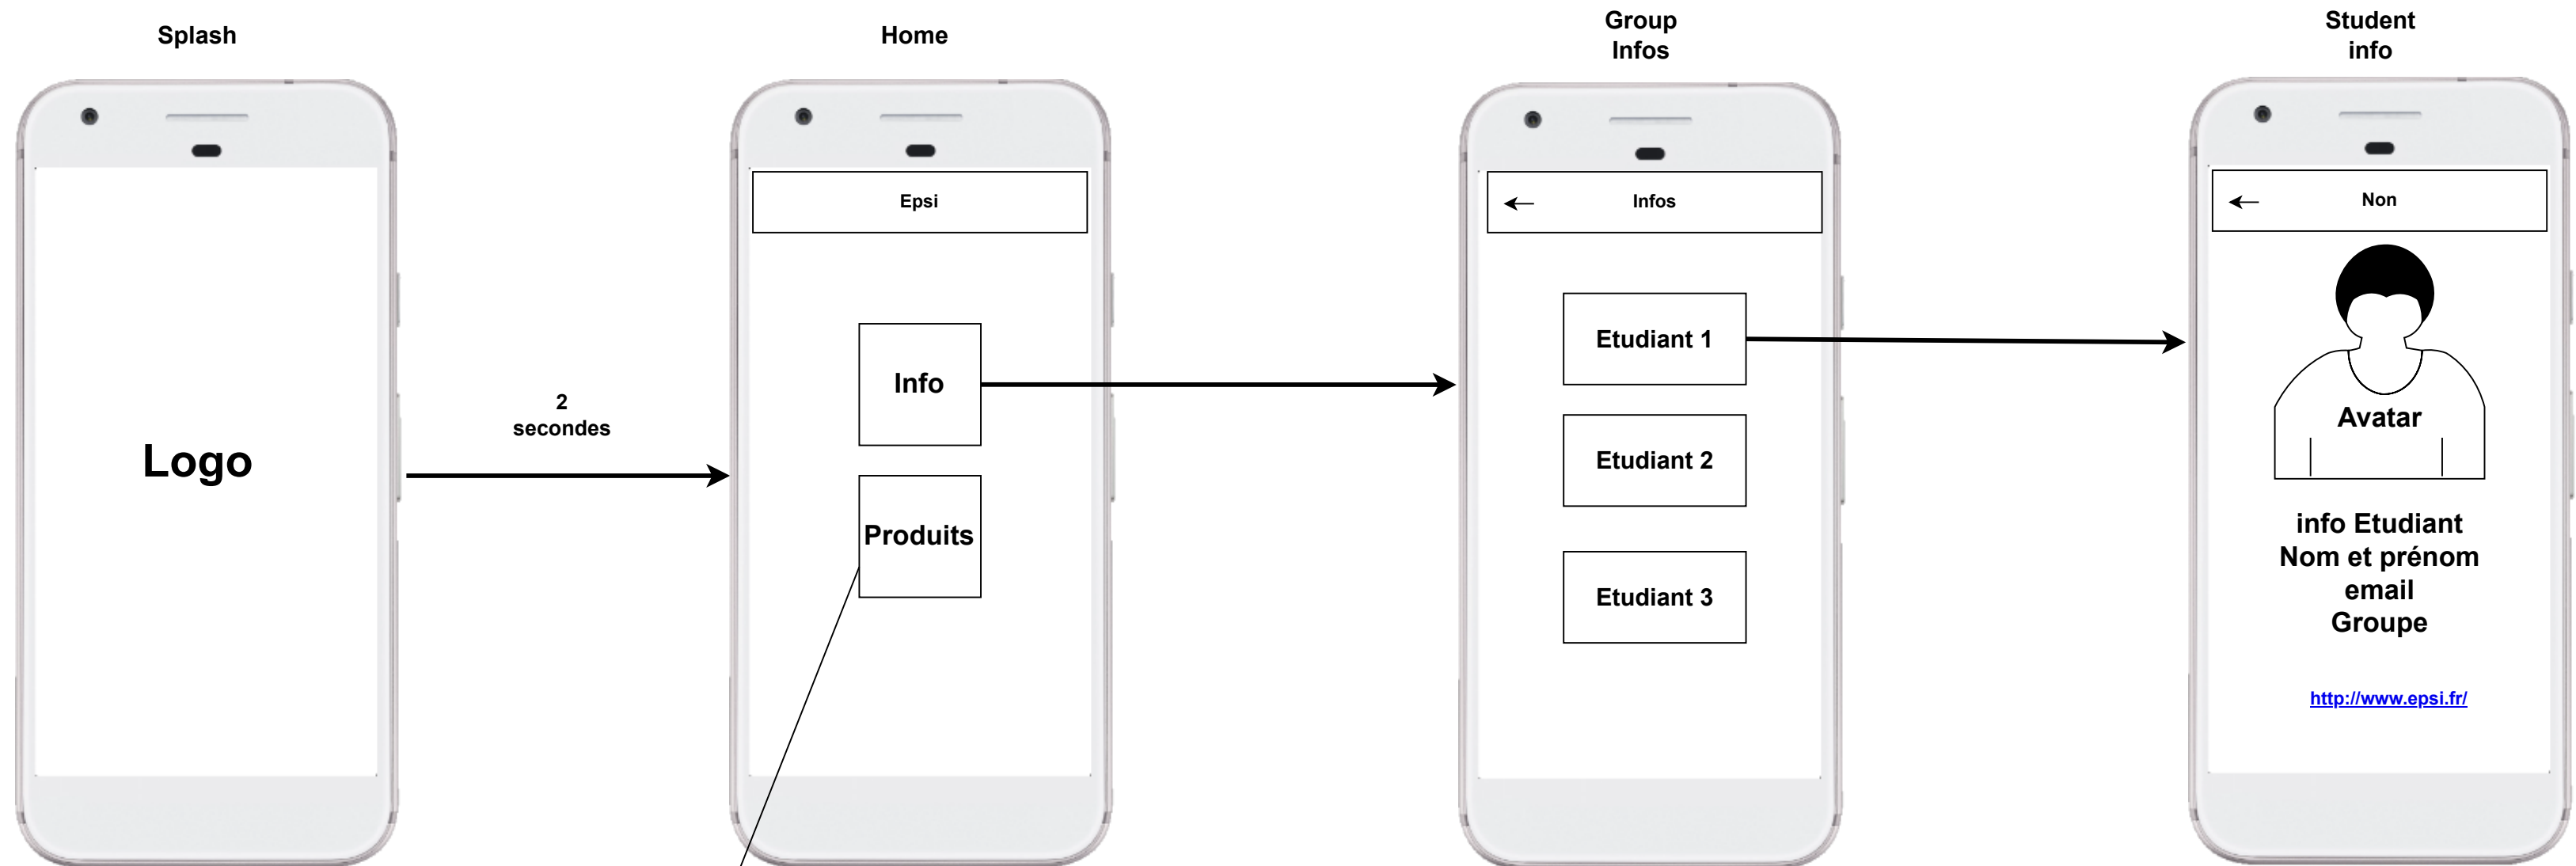 Splash
Home
Group
Infos
Student
info
Logo
2
secondes
Epsi
Info
Produits
Infos
Etudiant 1
Etudiant 2
Etudiant 3
Non
Avatar
info Etudiant
Nom et prénom
email
Groupe
http://www.epsi.fr/